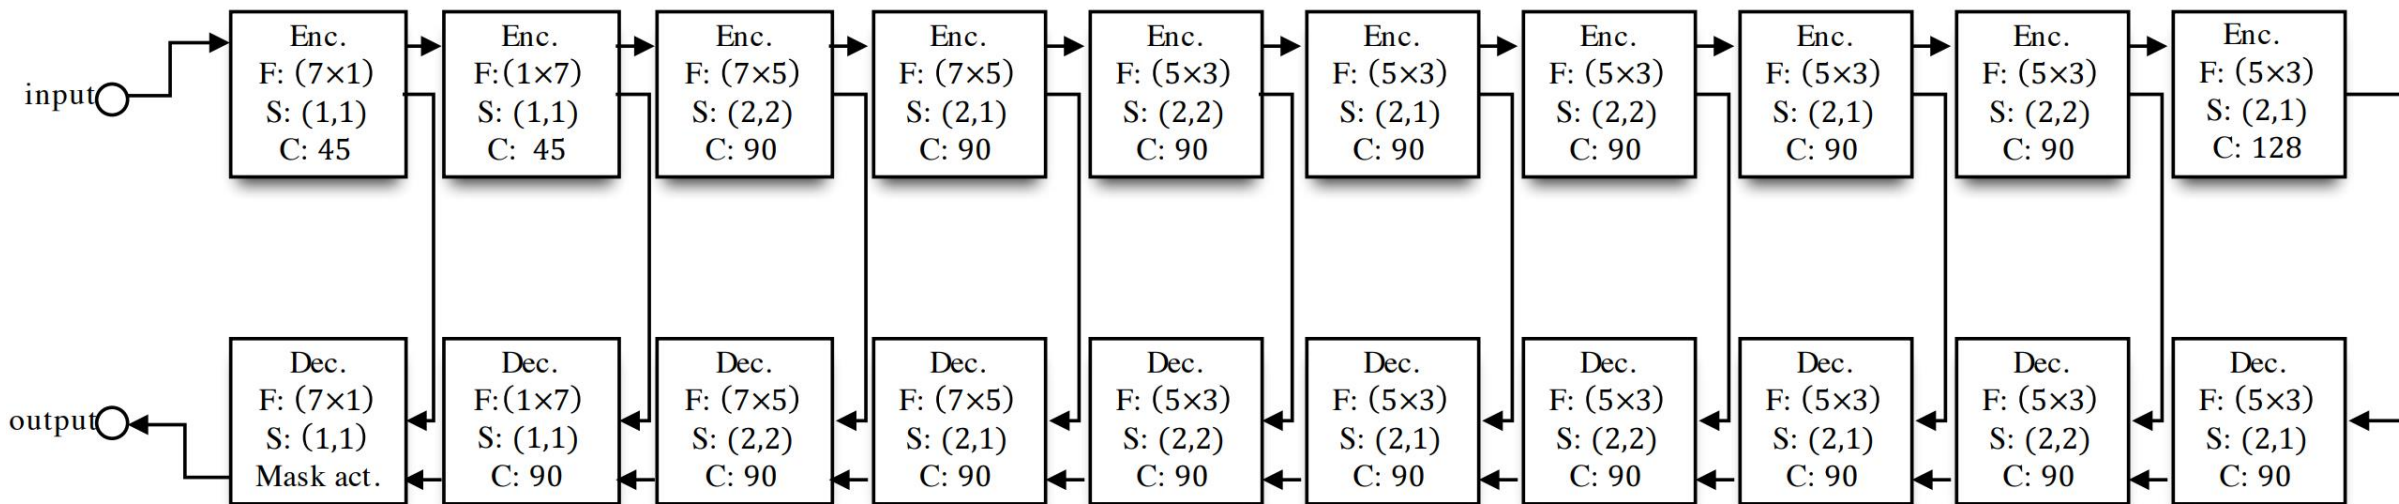 input
Enc.
F: (7×1)
S: (1,1)
C: 45
Enc.
F:(1×7)
S: (1,1)
C: 45
Enc.
F: (7×5)
S: (2,2)
C: 90
Enc.
F: (7×5)
S: (2,1)
C: 90
Enc.
F: (5×3)
S: (2,2)
C: 90
Enc.
F: (5×3)
S: (2,1)
C: 90
Enc.
F: (5×3)
S: (2,2)
C: 90
Enc.
F: (5×3)
S: (2,1)
C: 90
Enc.
F: (5×3)
S: (2,2)
C: 90
Enc.
F: (5×3)
S: (2,1)
C: 128
output
Dec.
F: (7×1)
S: (1,1)
Mask act.
Dec.
F:(1×7)
S: (1,1)
C: 90
Dec.
F: (7×5)
S: (2,2)
C: 90
Dec.
F: (7×5)
S: (2,1)
C: 90
Dec.
F: (5×3)
S: (2,2)
C: 90
Dec.
F: (5×3)
S: (2,1)
C: 90
Dec.
F: (5×3)
S: (2,2)
C: 90
Dec.
F: (5×3)
S: (2,1)
C: 90
Dec.
F: (5×3)
S: (2,2)
C: 90
Dec.
F: (5×3)
S: (2,1)
C: 90